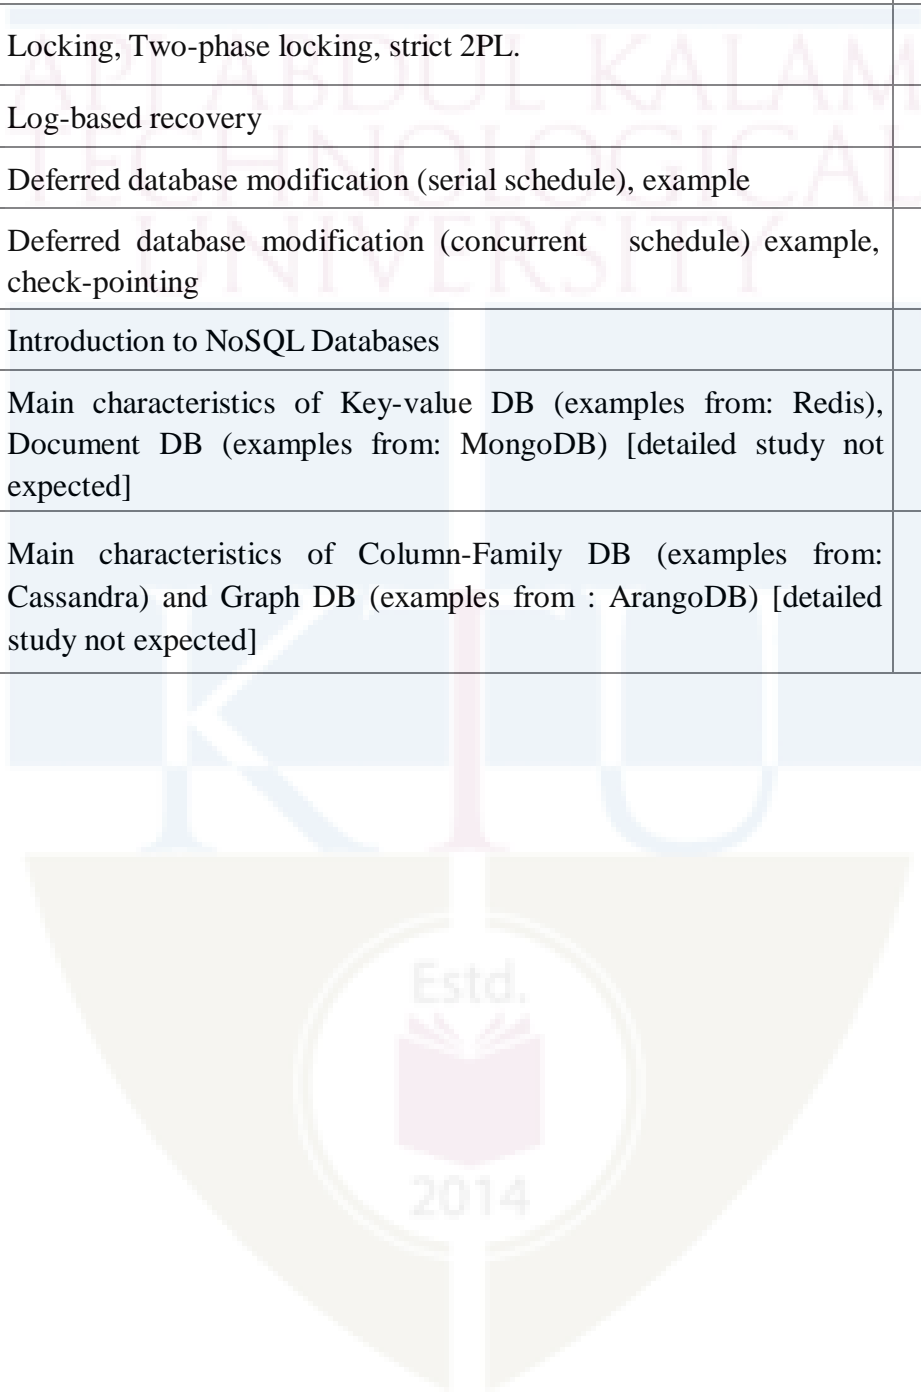 API ABDUL KALAM
TECHNOLOGICAL
UNIVERSITY
Locking, Two-phase locking, strict 2PL.
Log-based recovery
Deferred database modification (serial schedule), example
Deferred database modification (concurrent schedule) example,
check-pointing
Introduction to NoSQL Databases
Main characteristics of Key-value DB (examples from: Redis),
Document DB (examples from: MongoDB) [detailed study not
expected]
Main characteristics of Column-Family DB (examples from:
Cassandra) and Graph DB (examples from : ArangoDB) [detailed
study not expected]
KTU
Estd.
2014